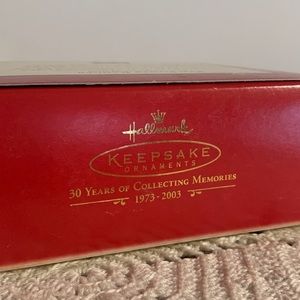 Hallmark
KEEPSAKE
ORNAMENTS
30 YEARS OF COLLECTING MEMORIES
1973-2003